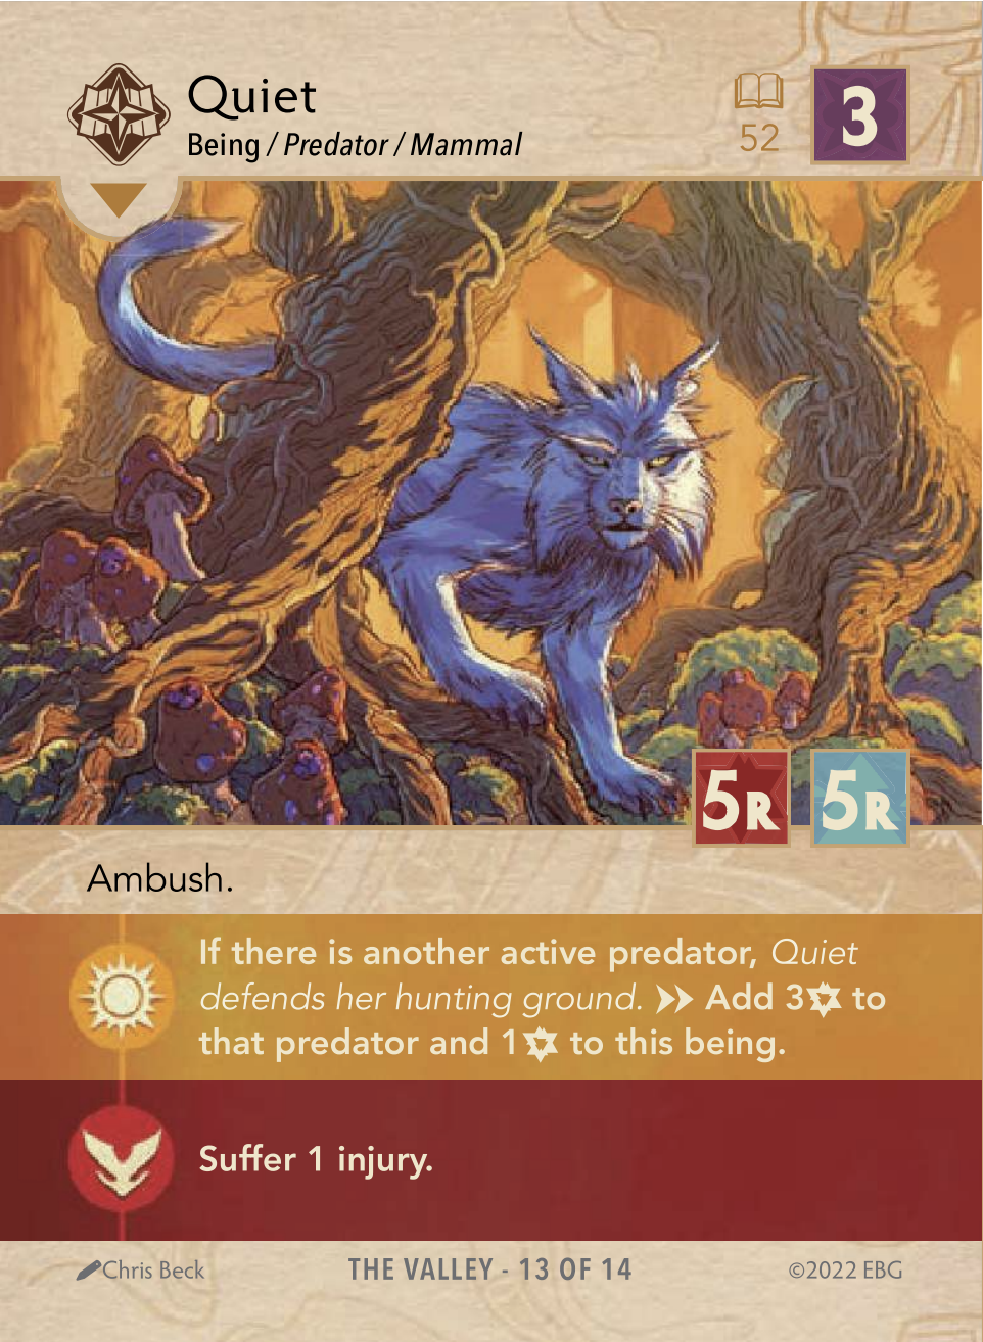 Quiet
Being / Predator / Mammal
52
3
5R 5R
Ambush.
If there is another active predator, Quiet
defends her hunting ground. Add 3 to
that predator and 1 to this being.
Suffer 1 injury.
Chris Beck
THE VALLEY - 13 OF 14
©2022 EBG